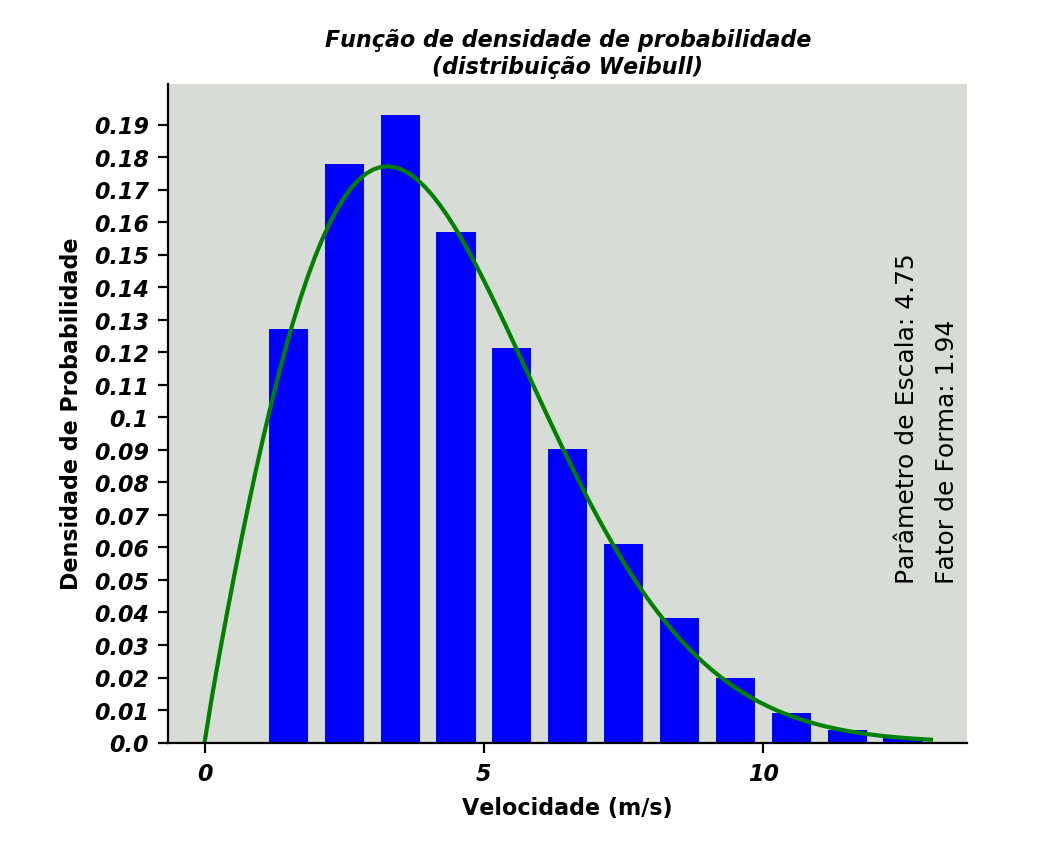 Função de densidade de probabilidade
(distribuição Weibull)
0.19
0.18
0.17
0.16
0.15
0.14
0.13
0.12
0.11
0.1
0.09
0.08
0.07
0.06
0.05
0.04
0.03
0.02
0.01
0.0
Densidade de Probabilidade
0 5 10
Velocidade (m/s)
Parâmetro de Escala: 4.75
Fator de Forma: 1.94